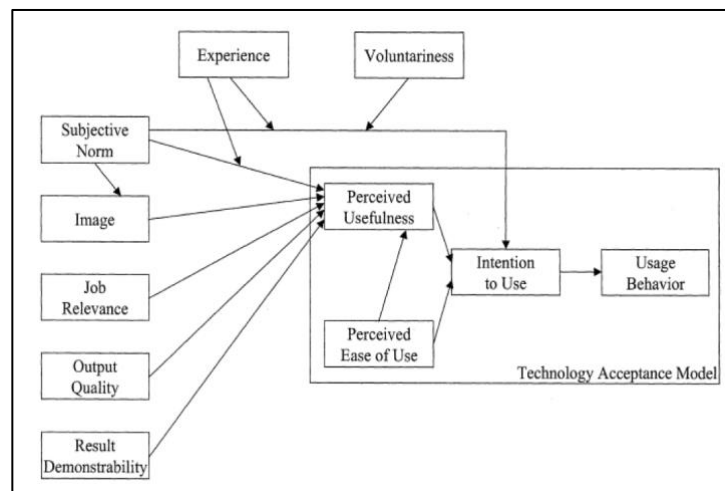 Experience
Voluntariness
Subjective
Norm
Image
Job
Relevance
Output
Quality
Result
Demonstrability
Perceived
Usefulness
Perceived
Ease of Use
Intention
to Use
Usage
Behavior
Technology Acceptance Model